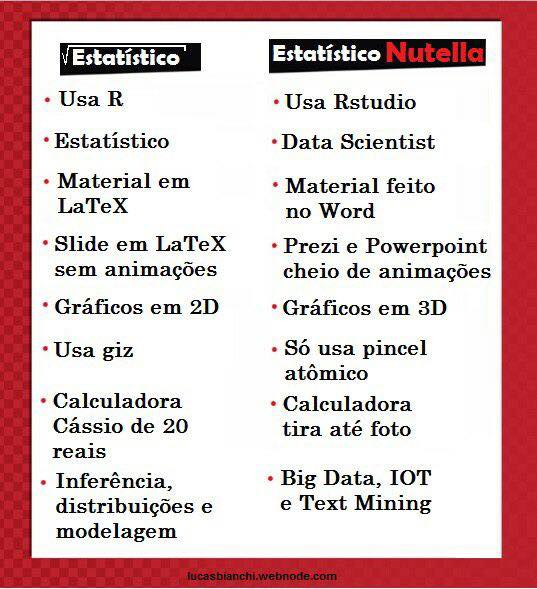 √Estatístico
• Usa R
• Estatístico
• Material em
LaTeX
• Slide em LaTeX
sem animações
• Gráficos em 2D
• Usa giz
• Calculadora
Cássio de 20
reais
• Inferência,
distribuições e
modelagem
Estatístico Nutella
• Usa Rstudio
• Data Scientist
• Material feito
no Word
• Prezi e Powerpoint
cheio de animações
• Gráficos em 3D
• Só usa pincel
atômico
• Calculadora
tira até foto
• Big Data, IOT
e Text Mining
lucasbianchi.webnode.com